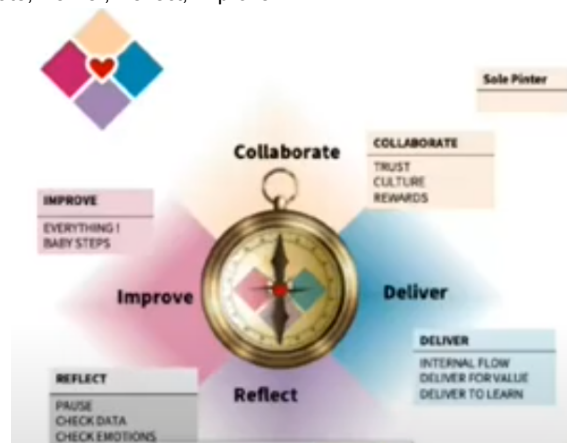 Sole Pinter
Collaborate
COLLABORATE
TRUST
CULTURE
REWARDS
IMPROVE
EVERYTHING !
BABY STEPS
Improve
Deliver
DELIVER
INTERNAL FLOW
DELIVER FOR VALUE
DELIVER TO LEARN
Reflect
REFLECT
PAUSE
CHECK DATA
CHECK EMOTIONS